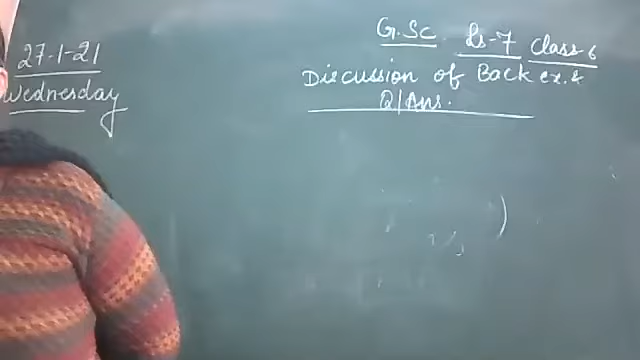 27-1-21
Wednesday
G.Sc. Ls-7 Class-6
Discussion of Back ex. &
Q/Ans.